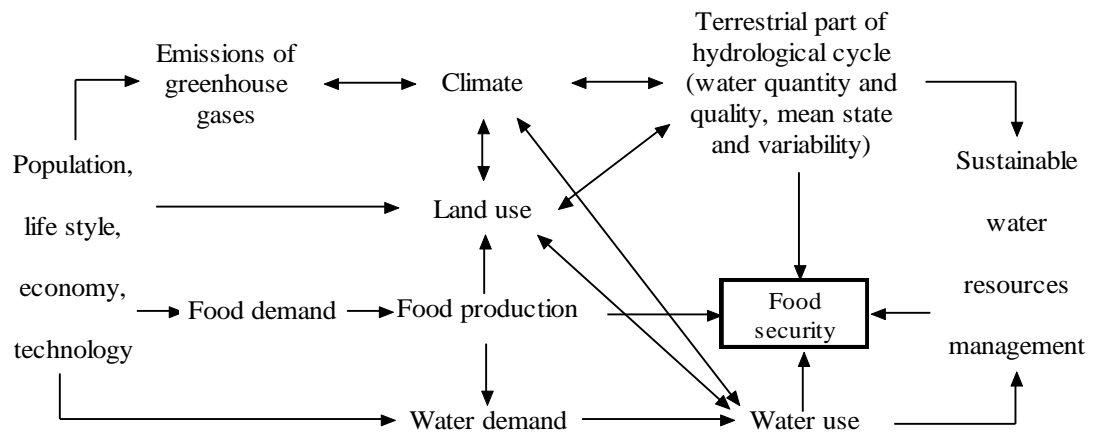 Emissions of
greenhouse
gases
Climate
Terrestrial part of
hydrological cycle
(water quantity and
quality, mean state
and variability)
Population,
life style,
economy,
technology
Land use
Sustainable
water
resources
management
Food demand
Food production
Food
security
Water demand
Water use